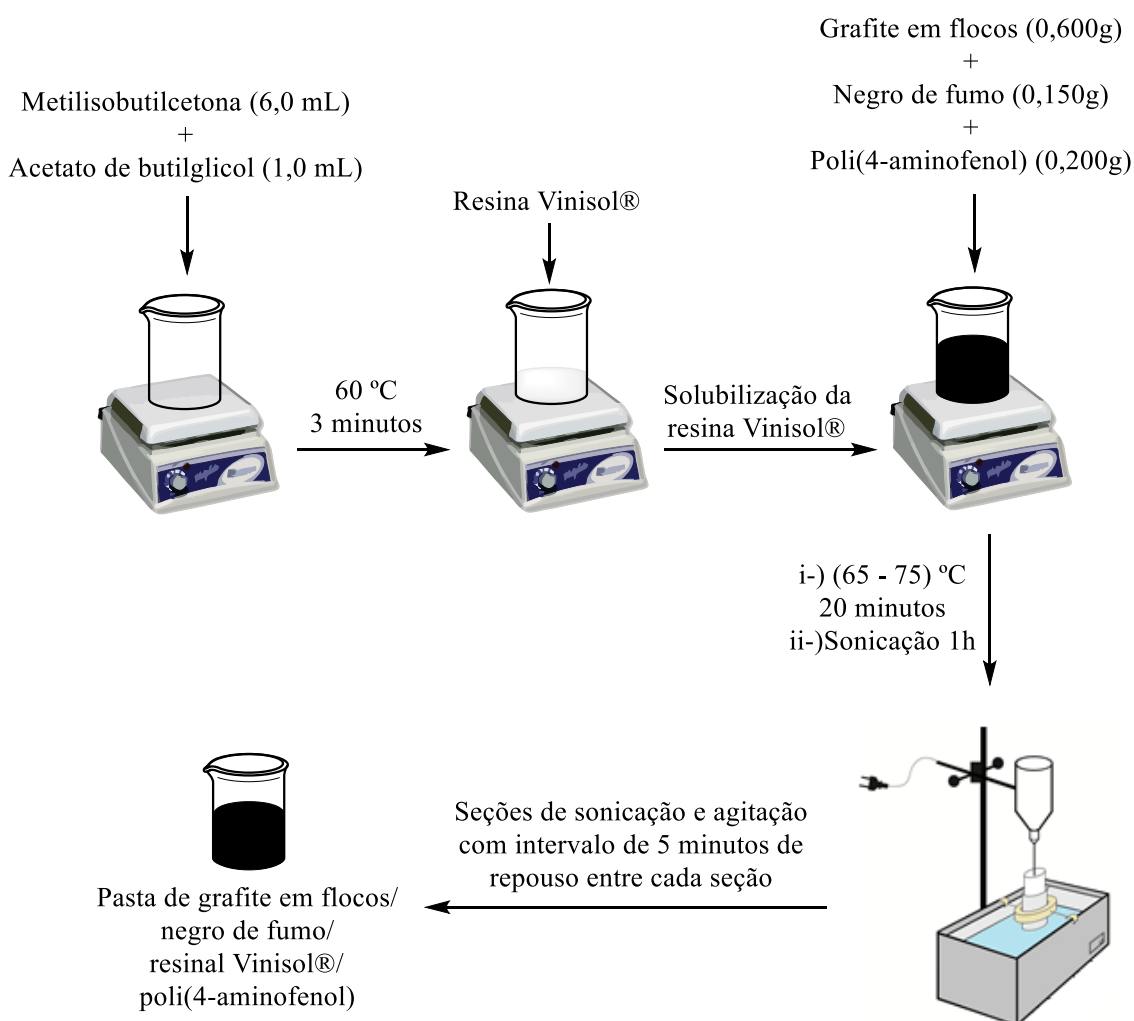 Metilisobutilcetona (6,0 mL)
+
Acetato de butilglicol (1,0 mL)
60 ºC
3 minutos
Resina Vinisol®
Solubilização da
resina Vinisol®
Grafite em flocos (0,600g)
+
Negro de fumo (0,150g)
+
Poli(4-aminofenol) (0,200g)
i-) (65 - 75) ºC
20 minutos
ii-)Sonicação 1h
Seções de sonicação e agitação
com intervalo de 5 minutos de
repouso entre cada seção
Pasta de grafite em flocos/
negro de fumo/
resinal Vinisol®/
poli(4-aminofenol)